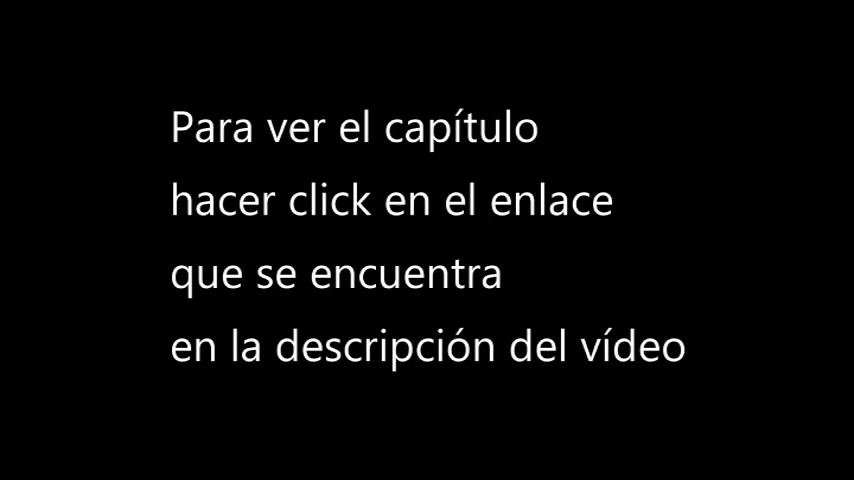 Para ver el capítulo
hacer click en el enlace
que se encuentra
en la descripción del vídeo